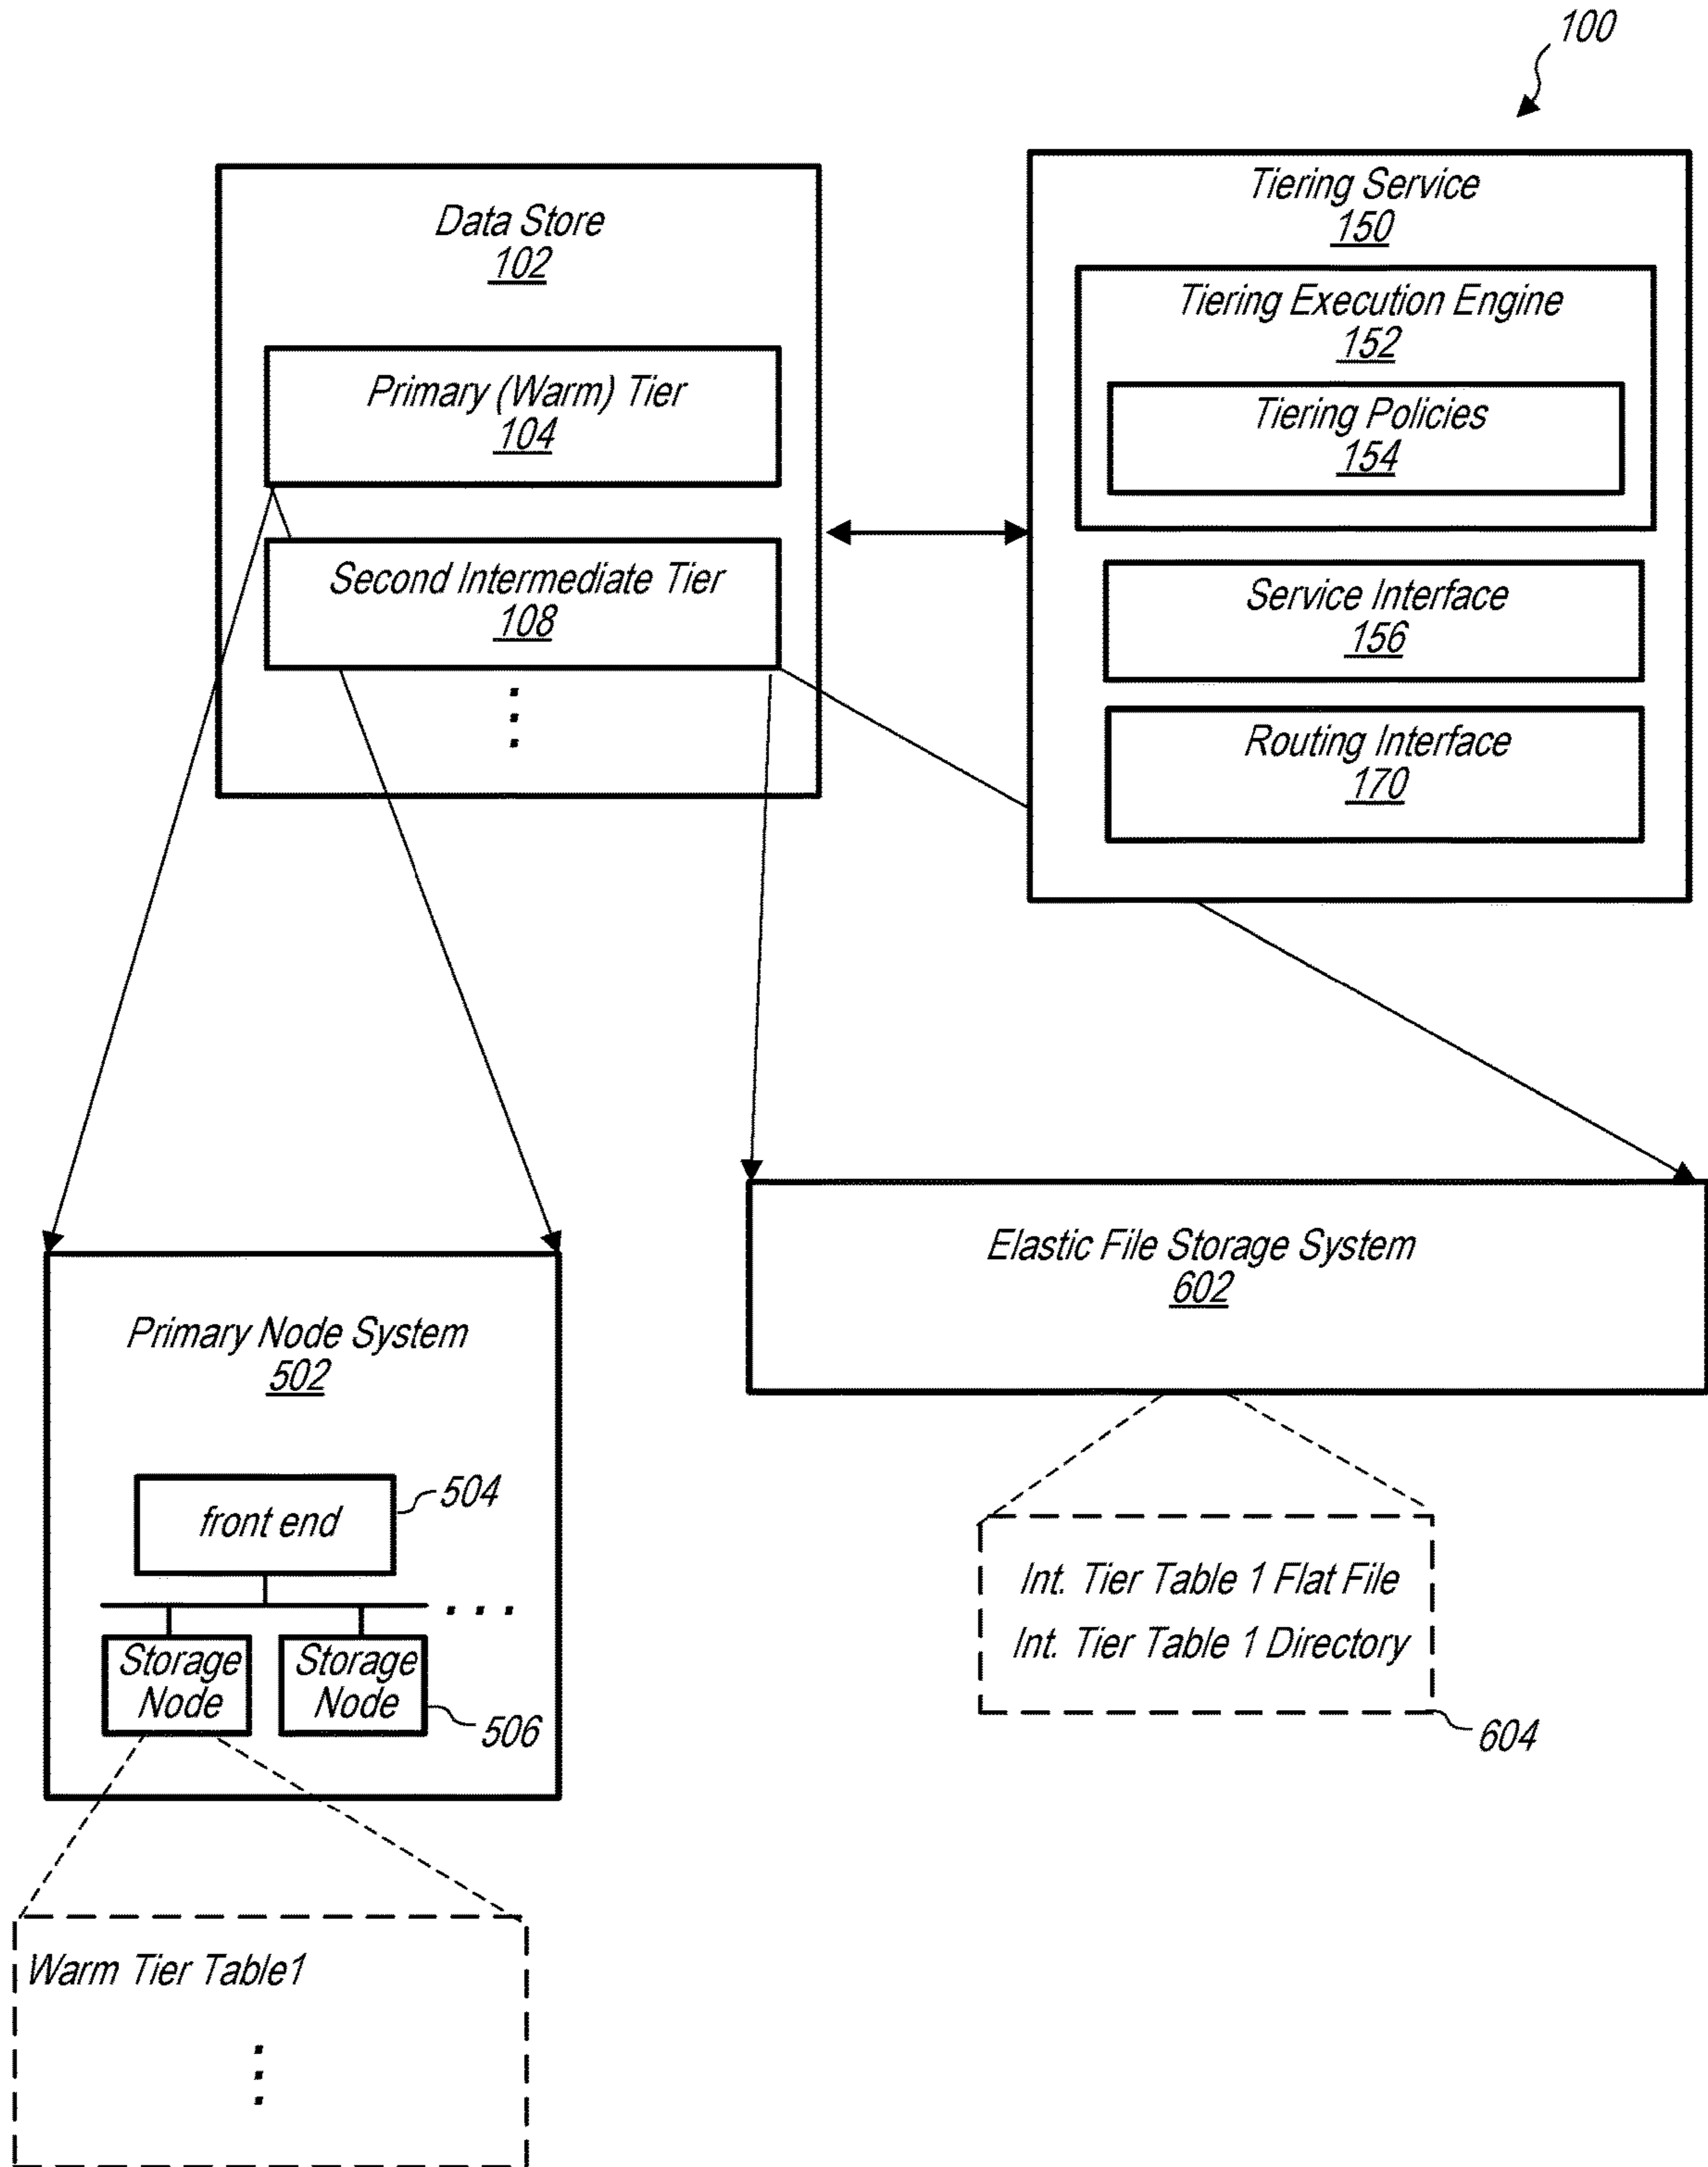 100
Data Store
102
Primary (Warm) Tier
104
Second Intermediate Tier
108
Tiering Service
150
Tiering Execution Engine
152
Tiering Policies
154
Service Interface
156
Routing Interface
170
Primary Node System
502
front end
504
. . .
Storage
Node
Storage
Node
506
Warm Tier Table1
Elastic File Storage System
602
Int. Tier Table 1 Flat File
Int. Tier Table 1 Directory
604